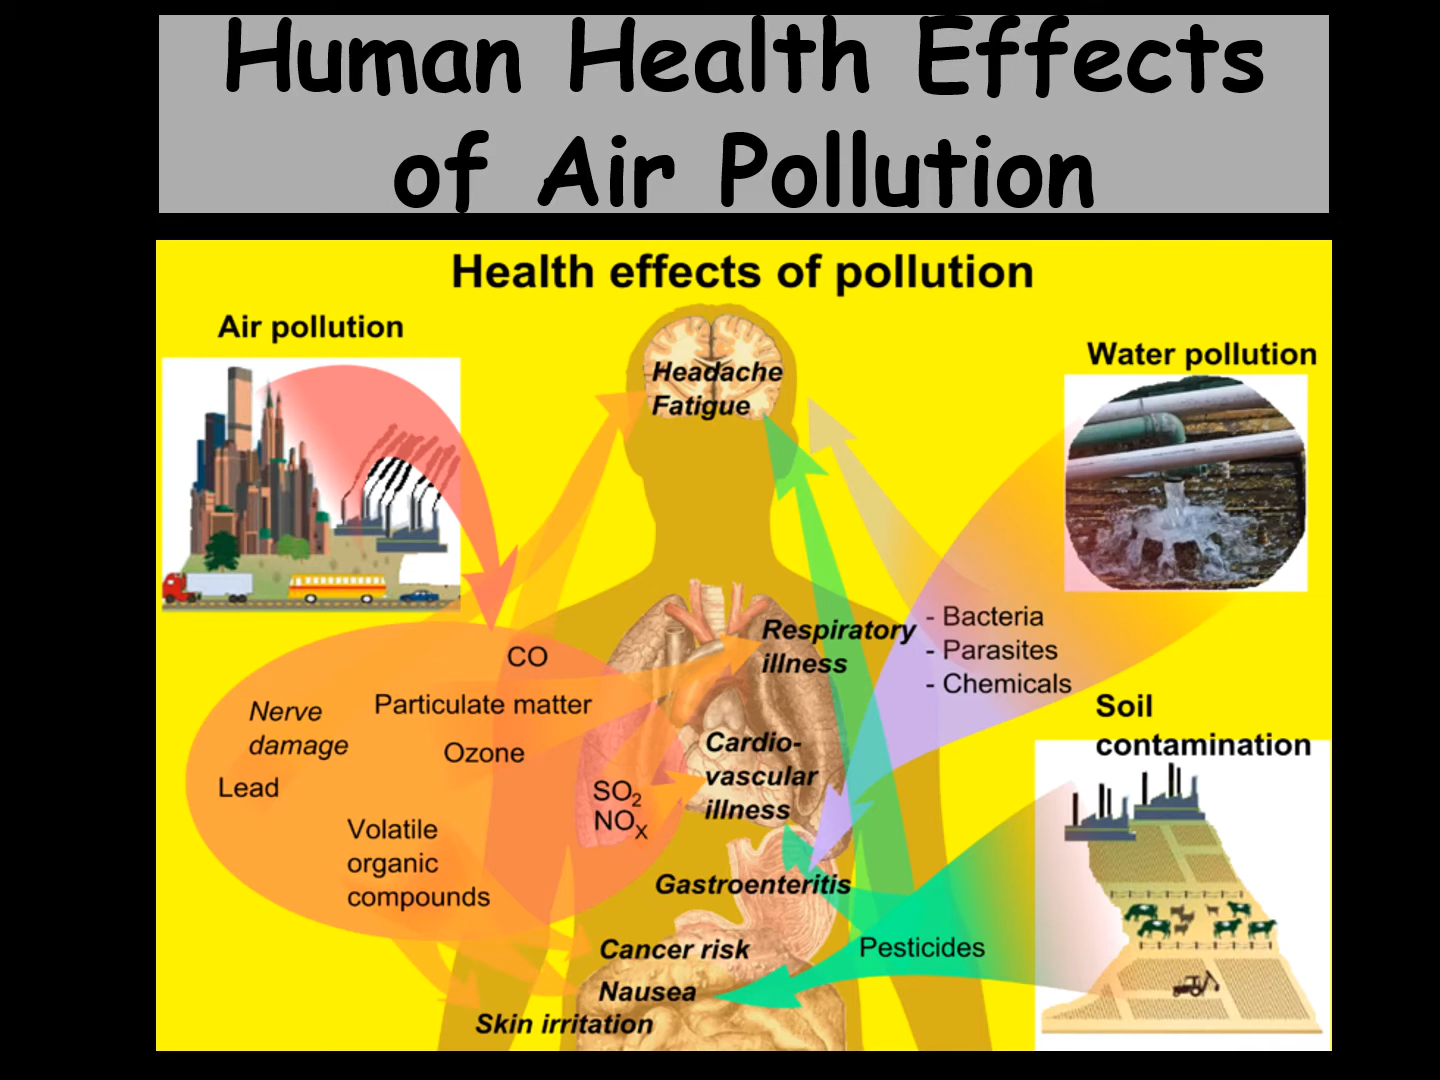 Human Health Effects
of Air Pollution
Health effects of pollution
Air pollution
Water pollution
Headache
Fatigue
Respiratory
illness
- Bacteria
- Parasites
- Chemicals
CO
Particulate matter
Nerve
damage
Ozone
Lead
SO₂
NOₓ
Volatile
organic
compounds
Cardio-
vascular
illness
Soil
contamination
Gastroenteritis
Cancer risk
Pesticides
Nausea
Skin irritation